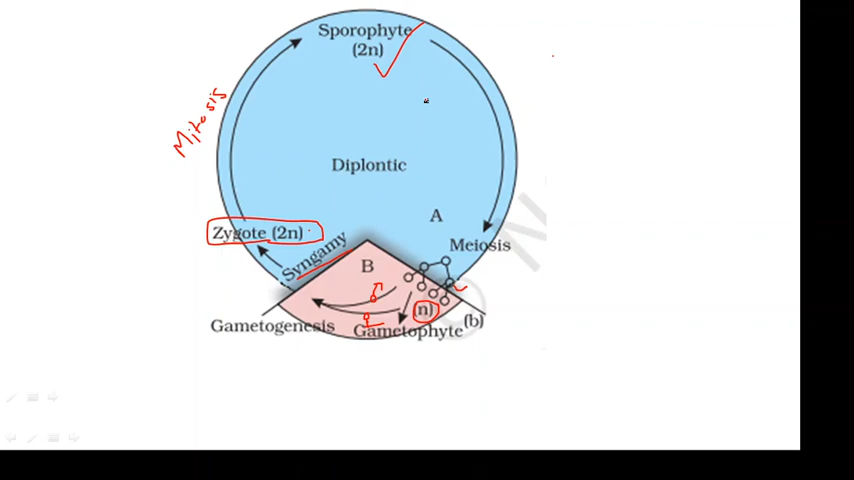 Sporophyte
(2n)
Mitosis
Diplontic
A
Zygote (2n)
Syngamy
Meiosis
B
(n)
Gametogenesis
Gametophyte
(b)